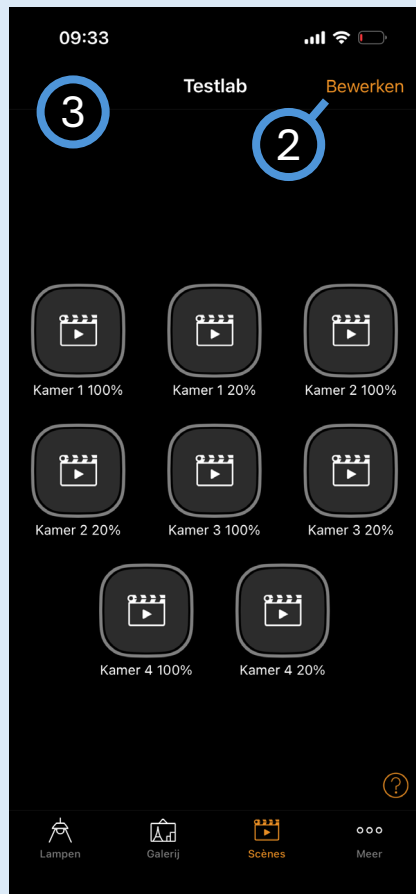 09:33
Testlab
Bewerken
3
2
Kamer 1 100%
Kamer 1 20%
Kamer 2 100%
Kamer 2 20%
Kamer 3 100%
Kamer 3 20%
Kamer 4 100%
Kamer 4 20%
?
Lampen
Galerij
Scènes
Meer